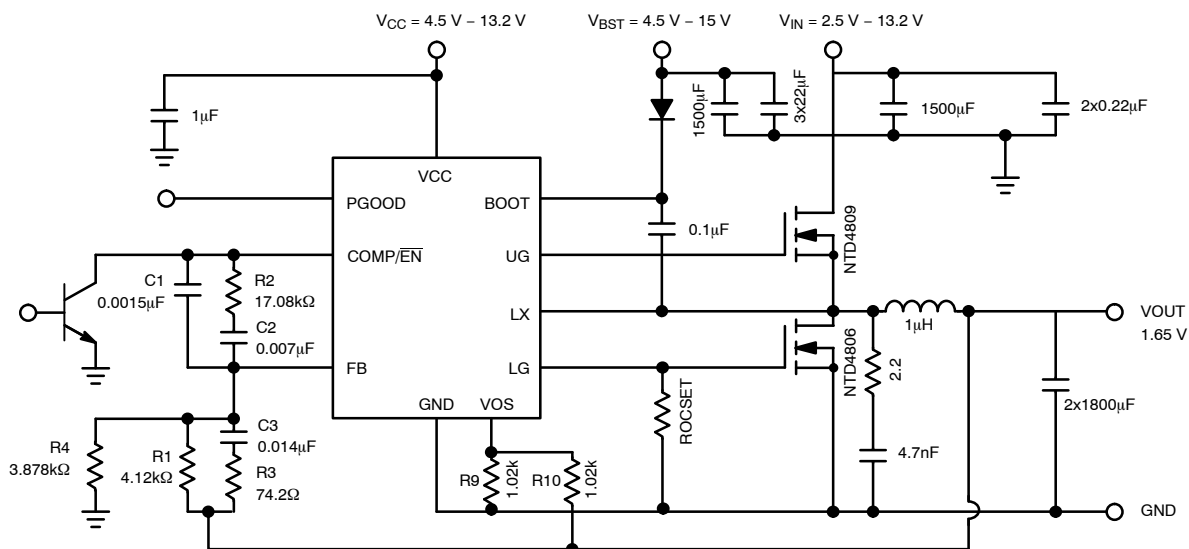 V_CC = 4.5 V − 13.2 V
V_BST = 4.5 V − 15 V
V_IN = 2.5 V − 13.2 V
1μF
1500μF
3x22μF
1500μF
2x0.22μF
VCC
PGOOD
BOOT
0.1μF
NTD4809
COMP/E̅N̅
UG
C1
0.0015μF
R2
17.08kΩ
C2
0.007μF
LX
1μH
VOUT
1.65 V
FB
LG
NTD4806
2.2
GND
VOS
ROCSET
2x1800μF
R4
3.878kΩ
R1
4.12kΩ
C3
0.014μF
R3
74.2Ω
R9
1.02k
R10
1.02k
4.7nF
GND